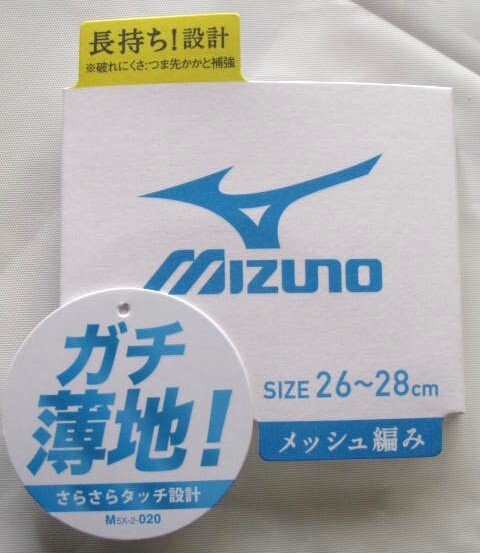 長持ち!設計
※破れにくさ:つま先かかと補強
MIZUNO
SIZE 26～28cm
メッシュ編み
ガチ
薄地!
さらさらタッチ設計
MSX-2-020